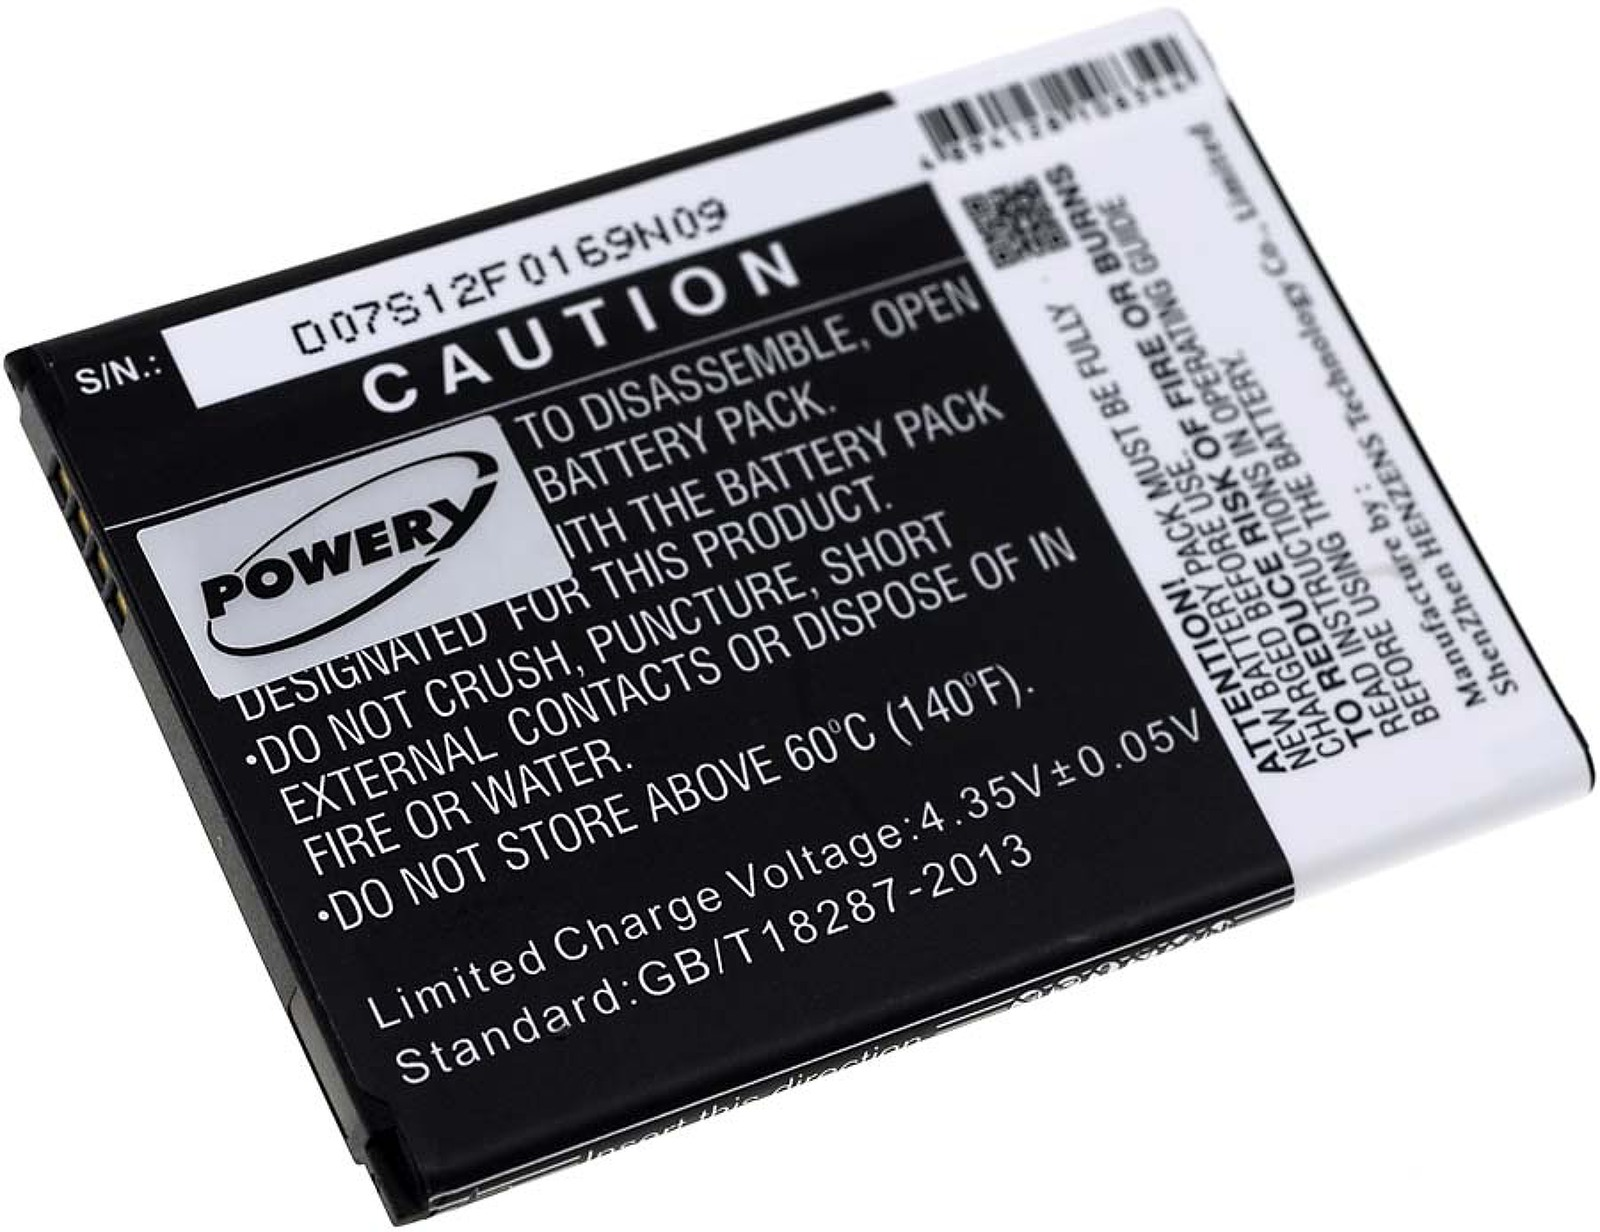 S/N.:
D07S12F0169N09
CAUTION
TO DISASSEMBLE, OPEN
BATTERY PACK.
ITH THE BATTERY PACK
DESIGNATED FOR THIS PRODUCT.
•DO NOT CRUSH, PUNCTURE, SHORT
EXTERNAL CONTACTS OR DISPOSE OF IN
FIRE OR WATER.
•DO NOT STORE ABOVE 60°C (140°F).
Limited Charge Voltage:4.35V±0.05V
Standard:GB/T18287-2013
POWERY
Insert this direction
ATTENTION!
NEW BATTERY PACK MUST BE FULLY
CHARGED BEFORE USE.
TO REDUCE RISK OF FIRE OR BURNS
READ INSTRUCTIONS IN OPERATING GUIDE
BEFORE USING THE BATTERY.
Manufacture by :
ShenZhen HENZENS Technology Co., Limited